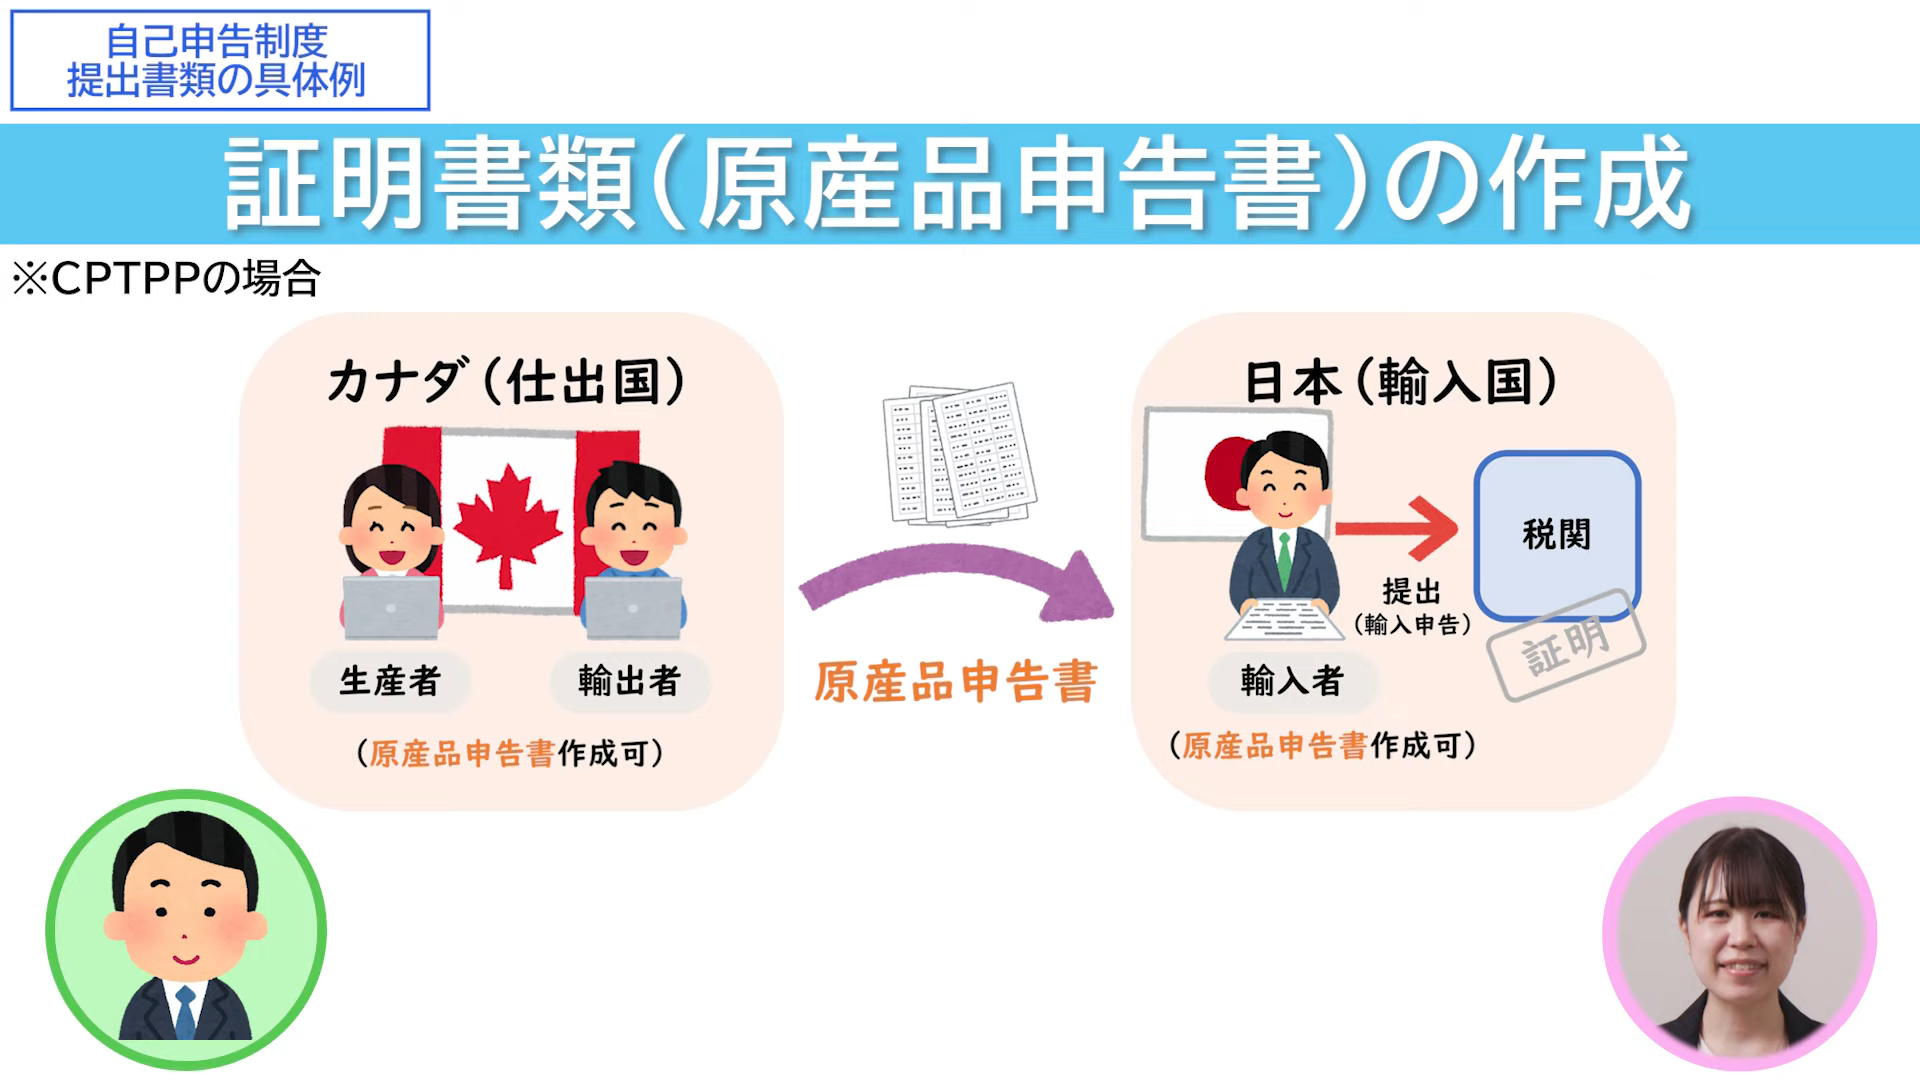 自己申告制度
提出書類の具体例
証明書類(原産品申告書)の作成
※CPTPPの場合
カナダ(仕出国)
生産者
輸出者
(原産品申告書作成可)
原産品申告書
日本(輸入国)
税関
提出
(輸入申告)
証明
輸入者
(原産品申告書作成可)